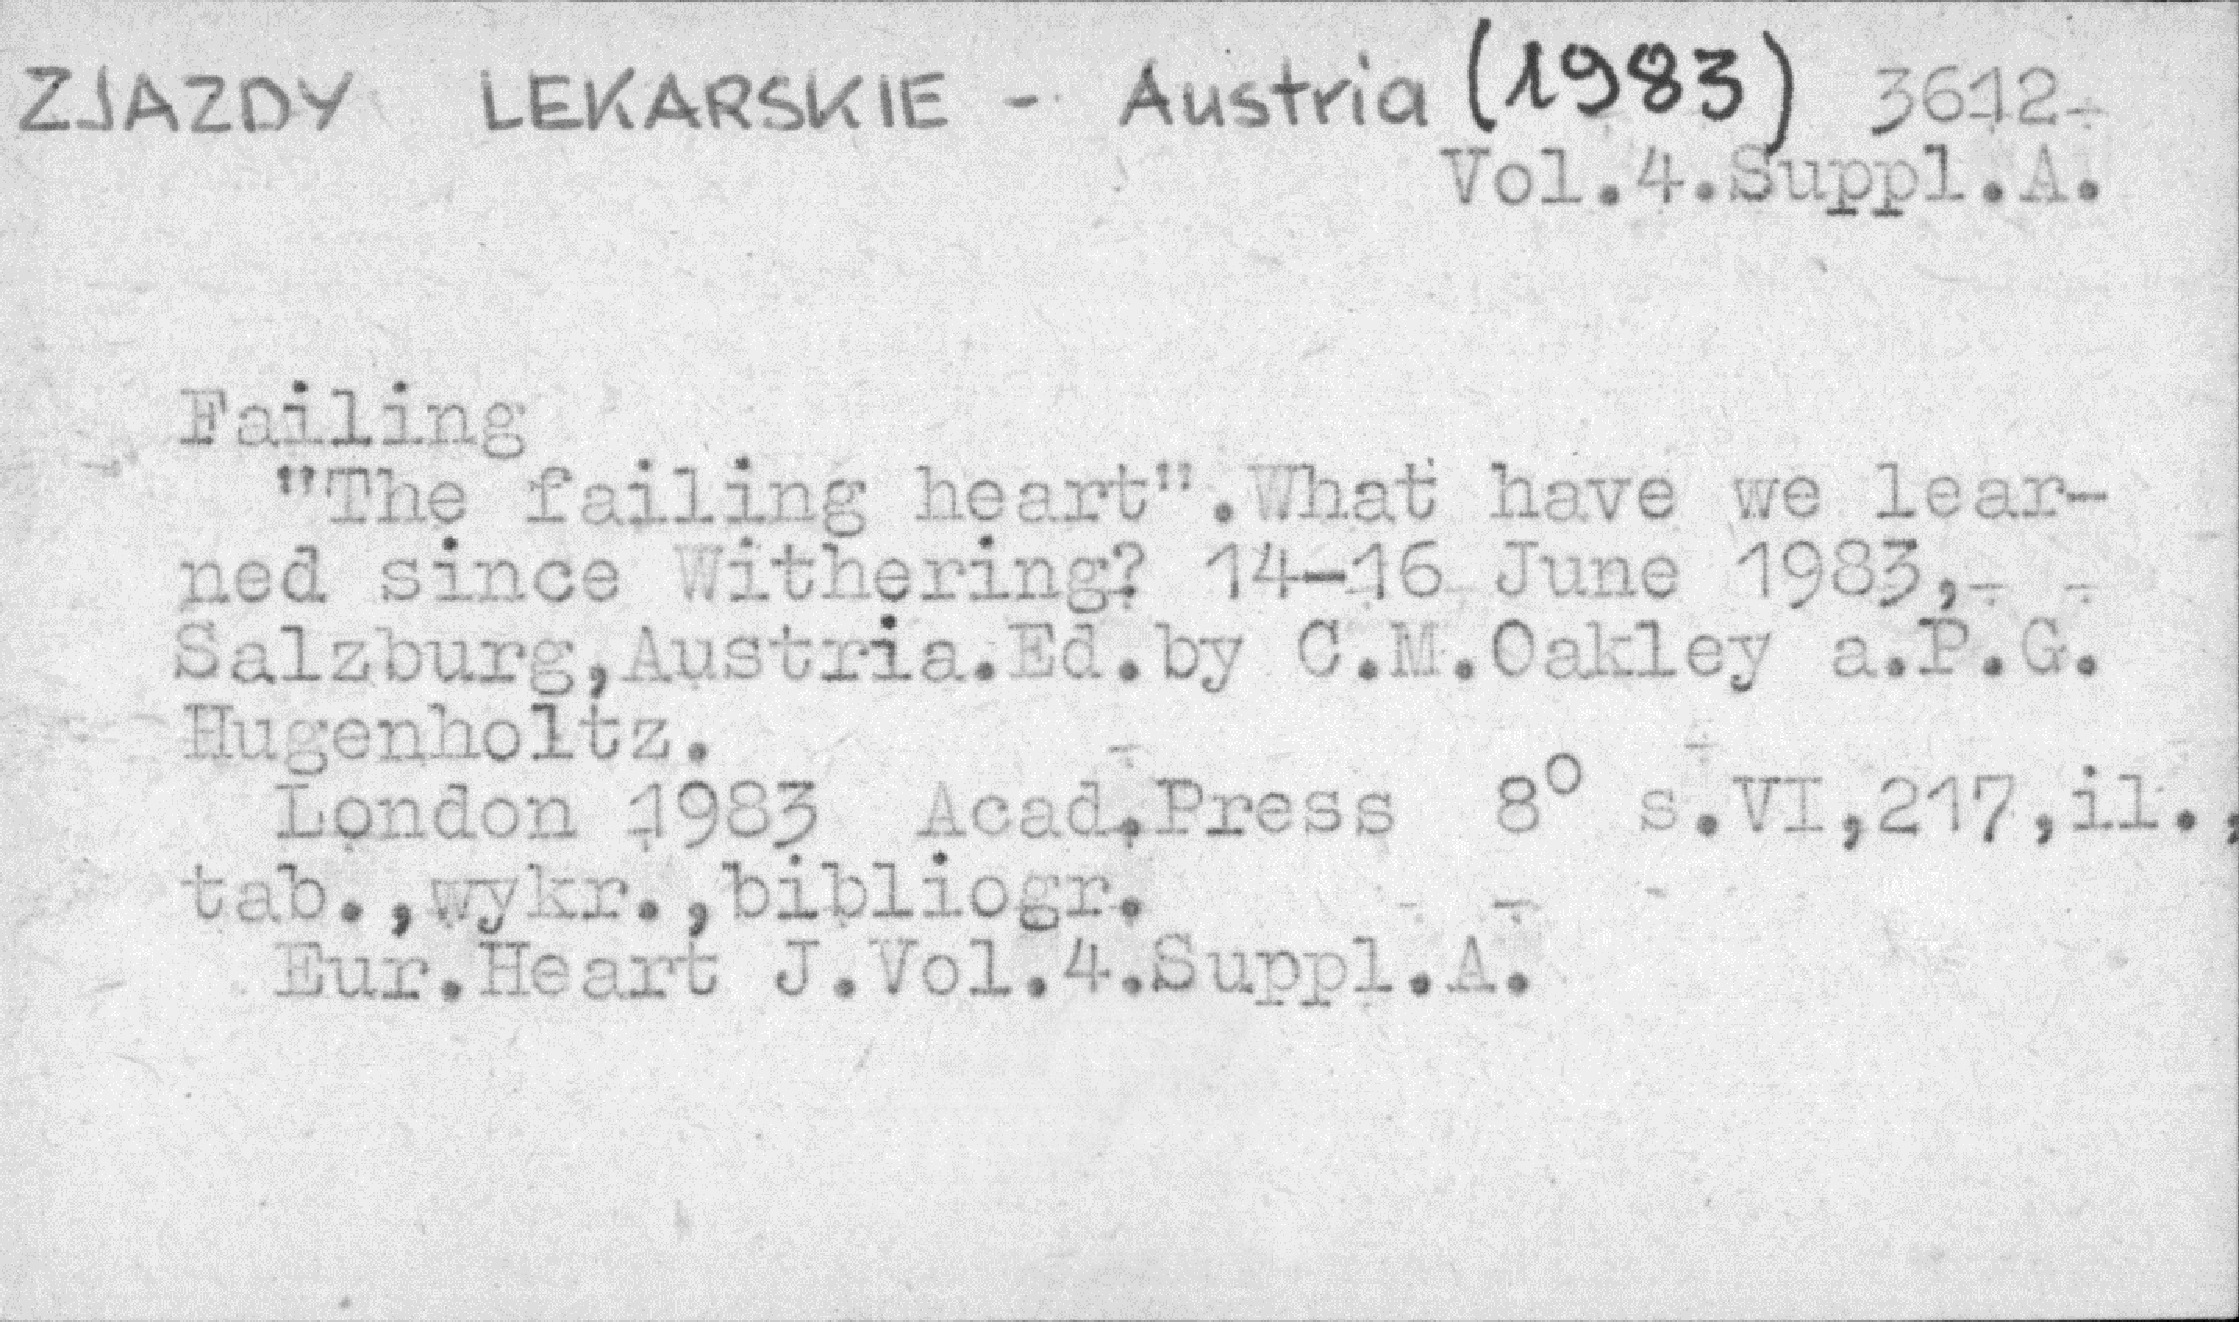 ZJAZDY LEKARSKIE - Austria (1983) 3612
Vol.4.Suppl.A.
Failing
"The failing heart".What have we lear-
ned since Withering? 14-16 June 1983,
Salzburg,Austria.Ed.by C.M.Oakley a.P.G.
Hugenholtz.
London 1983 Acad.Press 8° s.VI,217,il.,
tab.,wykr.,bibliogr.
Eur.Heart J.Vol.4.Suppl.A.